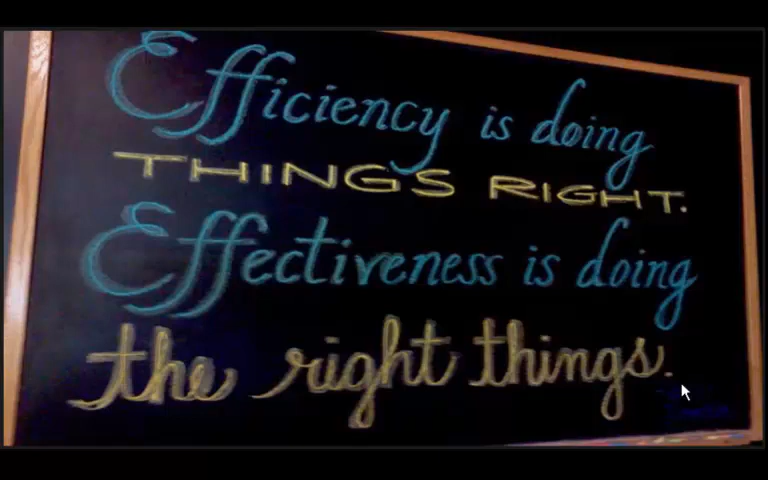 Efficiency is doing
THINGS RIGHT.
Effectiveness is doing
the right things.